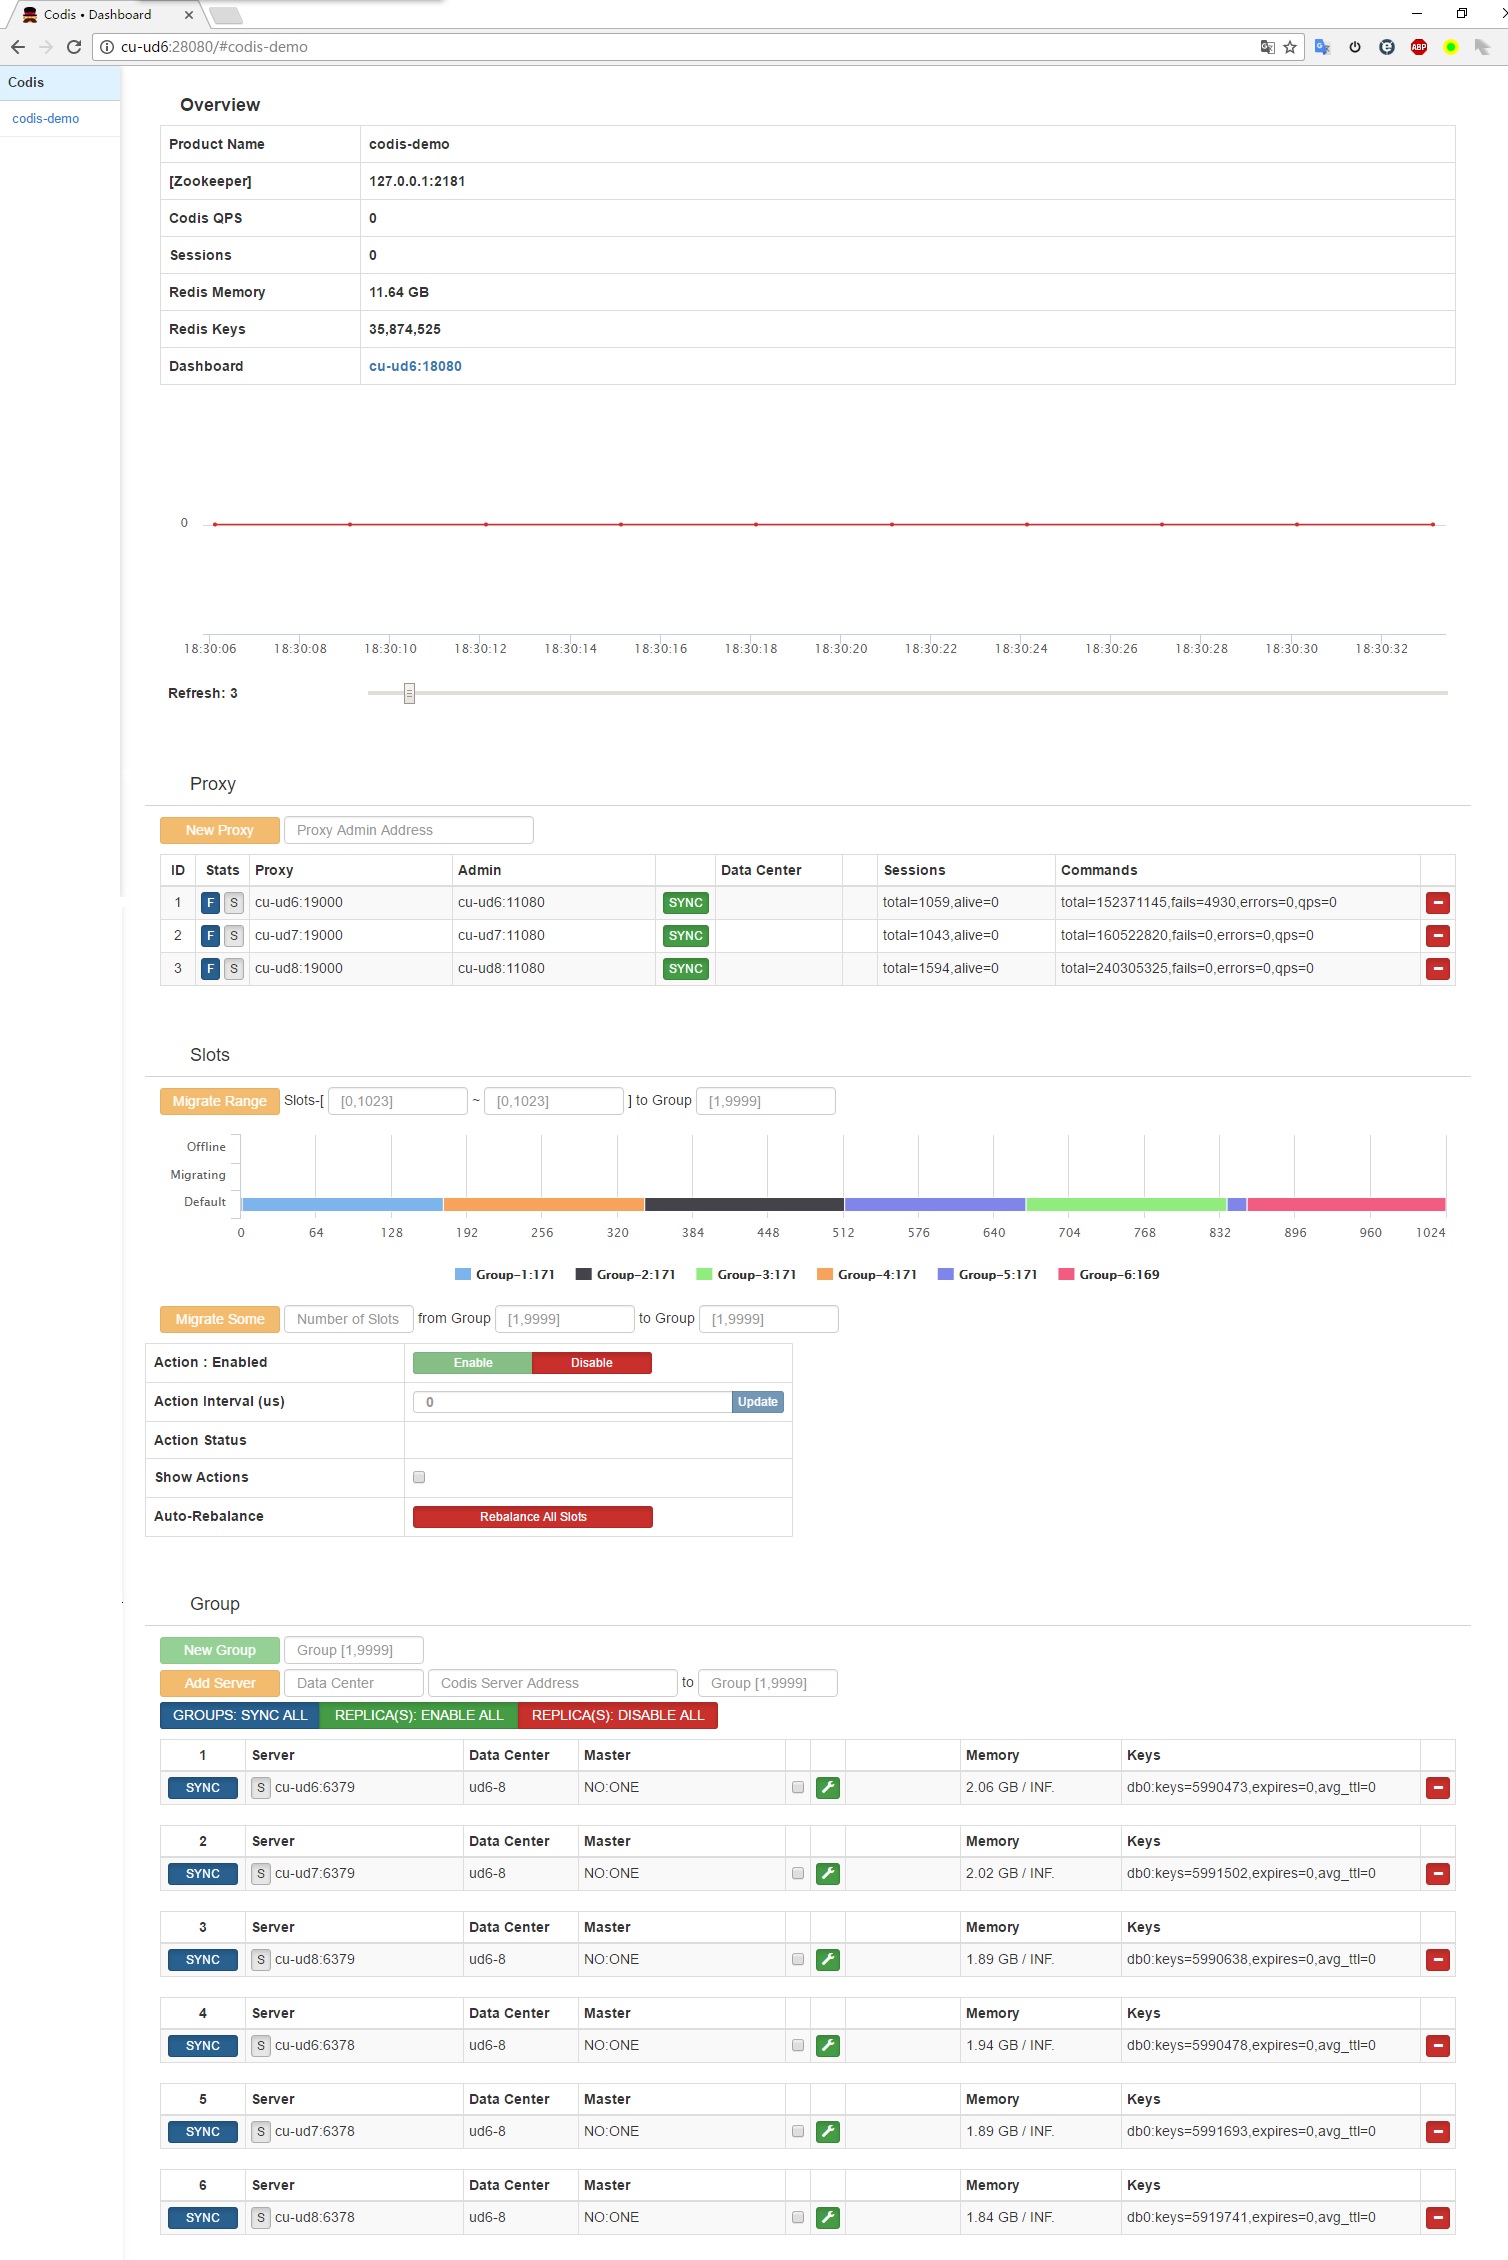 Codis • Dashboard
cu-ud6:28080/#codis-demo
ABP
Codis
codis-demo
Overview
Product Name codis-demo
[Zookeeper] 127.0.0.1:2181
Codis QPS 0
Sessions 0
Redis Memory 11.64 GB
Redis Keys 35,874,525
Dashboard cu-ud6:18080
0
18:30:06 18:30:08 18:30:10 18:30:12 18:30:14 18:30:16 18:30:18 18:30:20 18:30:22 18:30:24 18:30:26 18:30:28 18:30:30 18:30:32
Refresh: 3
Proxy
New Proxy Proxy Admin Address
ID Stats Proxy Admin Data Center Sessions Commands
1 F S cu-ud6:19000 cu-ud6:11080 SYNC total=1059,alive=0 total=152371145,fails=4930,errors=0,qps=0
2 F S cu-ud7:19000 cu-ud7:11080 SYNC total=1043,alive=0 total=160522820,fails=0,errors=0,qps=0
3 F S cu-ud8:19000 cu-ud8:11080 SYNC total=1594,alive=0 total=240305325,fails=0,errors=0,qps=0
Slots
Migrate Range Slots-[ [0,1023] ~ [0,1023] ] to Group [1,9999]
Offline
Migrating
Default
0 64 128 192 256 320 384 448 512 576 640 704 768 832 896 960 1024
Group-1:171 Group-2:171 Group-3:171 Group-4:171 Group-5:171 Group-6:169
Migrate Some Number of Slots from Group [1,9999] to Group [1,9999]
Action : Enabled Enable Disable
Action Interval (us) 0 Update
Action Status
Show Actions
Auto-Rebalance Rebalance All Slots
Group
New Group Group [1,9999]
Add Server Data Center Codis Server Address to Group [1,9999]
GROUPS: SYNC ALL REPLICA(S): ENABLE ALL REPLICA(S): DISABLE ALL
1 Server Data Center Master Memory Keys
SYNC S cu-ud6:6379 ud6-8 NO:ONE 2.06 GB / INF. db0:keys=5990473,expires=0,avg_ttl=0
2 Server Data Center Master Memory Keys
SYNC S cu-ud7:6379 ud6-8 NO:ONE 2.02 GB / INF. db0:keys=5991502,expires=0,avg_ttl=0
3 Server Data Center Master Memory Keys
SYNC S cu-ud8:6379 ud6-8 NO:ONE 1.89 GB / INF. db0:keys=5990638,expires=0,avg_ttl=0
4 Server Data Center Master Memory Keys
SYNC S cu-ud6:6378 ud6-8 NO:ONE 1.94 GB / INF. db0:keys=5990478,expires=0,avg_ttl=0
5 Server Data Center Master Memory Keys
SYNC S cu-ud7:6378 ud6-8 NO:ONE 1.89 GB / INF. db0:keys=5991693,expires=0,avg_ttl=0
6 Server Data Center Master Memory Keys
SYNC S cu-ud8:6378 ud6-8 NO:ONE 1.84 GB / INF. db0:keys=5919741,expires=0,avg_ttl=0